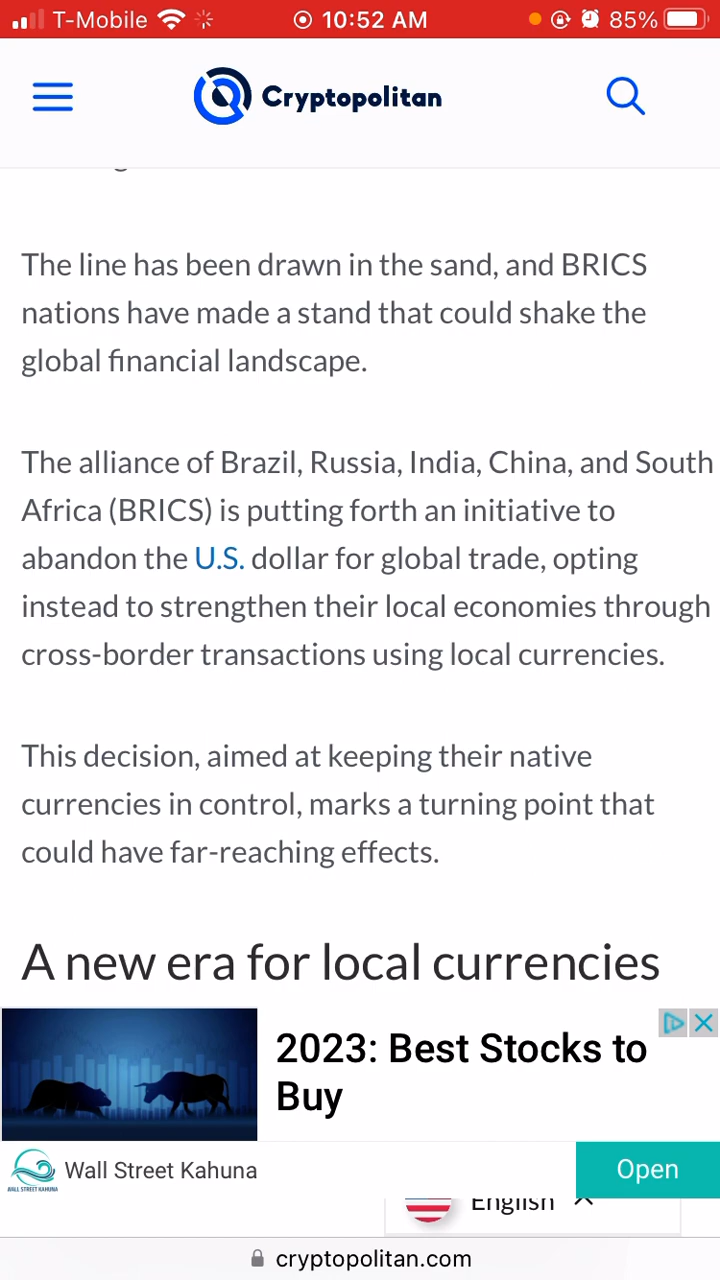 T-Mobile 10:52 AM 85%
Cryptopolitan
The line has been drawn in the sand, and BRICS
nations have made a stand that could shake the
global financial landscape.
The alliance of Brazil, Russia, India, China, and South
Africa (BRICS) is putting forth an initiative to
abandon the U.S. dollar for global trade, opting
instead to strengthen their local economies through
cross-border transactions using local currencies.
This decision, aimed at keeping their native
currencies in control, marks a turning point that
could have far-reaching effects.
A new era for local currencies
2023: Best Stocks to
Buy
WALL STREET KAHUNA
Wall Street Kahuna
Open
English
cryptopolitan.com